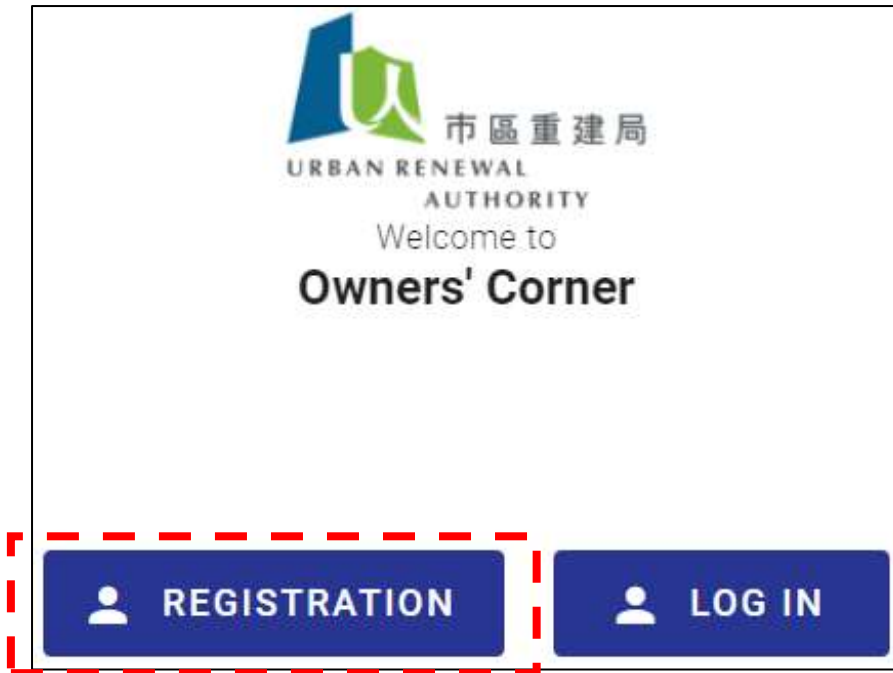 市區重建局
URBAN RENEWAL
AUTHORITY
Welcome to
Owners' Corner
REGISTRATION
LOG IN